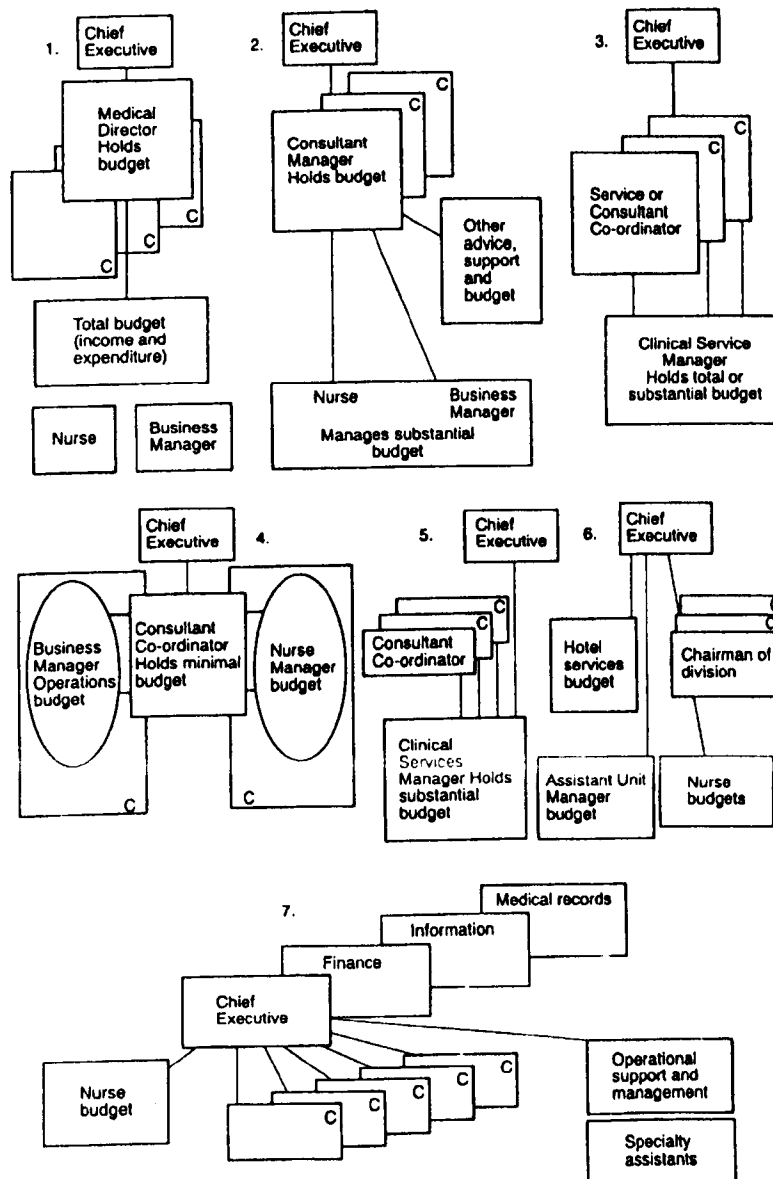 1.
Chief
Executive
Medical
Director
Holds
budget
C
C
C
Total budget
(income and
expenditure)
Nurse
Business
Manager
2.
Chief
Executive
C
C
Consultant
Manager
Holds budget
Other
advice,
support
and
budget
Nurse
Business
Manager
Manages substantial
budget
3.
Chief
Executive
C
C
Service or
Consultant
Co-ordinator
Clinical Service
Manager
Holds total or
substantial budget
4.
Chief
Executive
Business
Manager
Operations
budget
Consultant
Co-ordinator
Holds minimal
budget
Nurse
Manager
budget
C
C
5.
Chief
Executive
C
C
Consultant
Co-ordinator
Clinical
Services
Manager Holds
substantial
budget
6.
Chief
Executive
Hotel
services
budget
C
C
Chairman of
division
Assistant Unit
Manager
budget
Nurse
budgets
7.
Medical records
Information
Finance
Chief
Executive
Nurse
budget
C
C
C
C
C
Operational
support and
management
Specialty
assistants